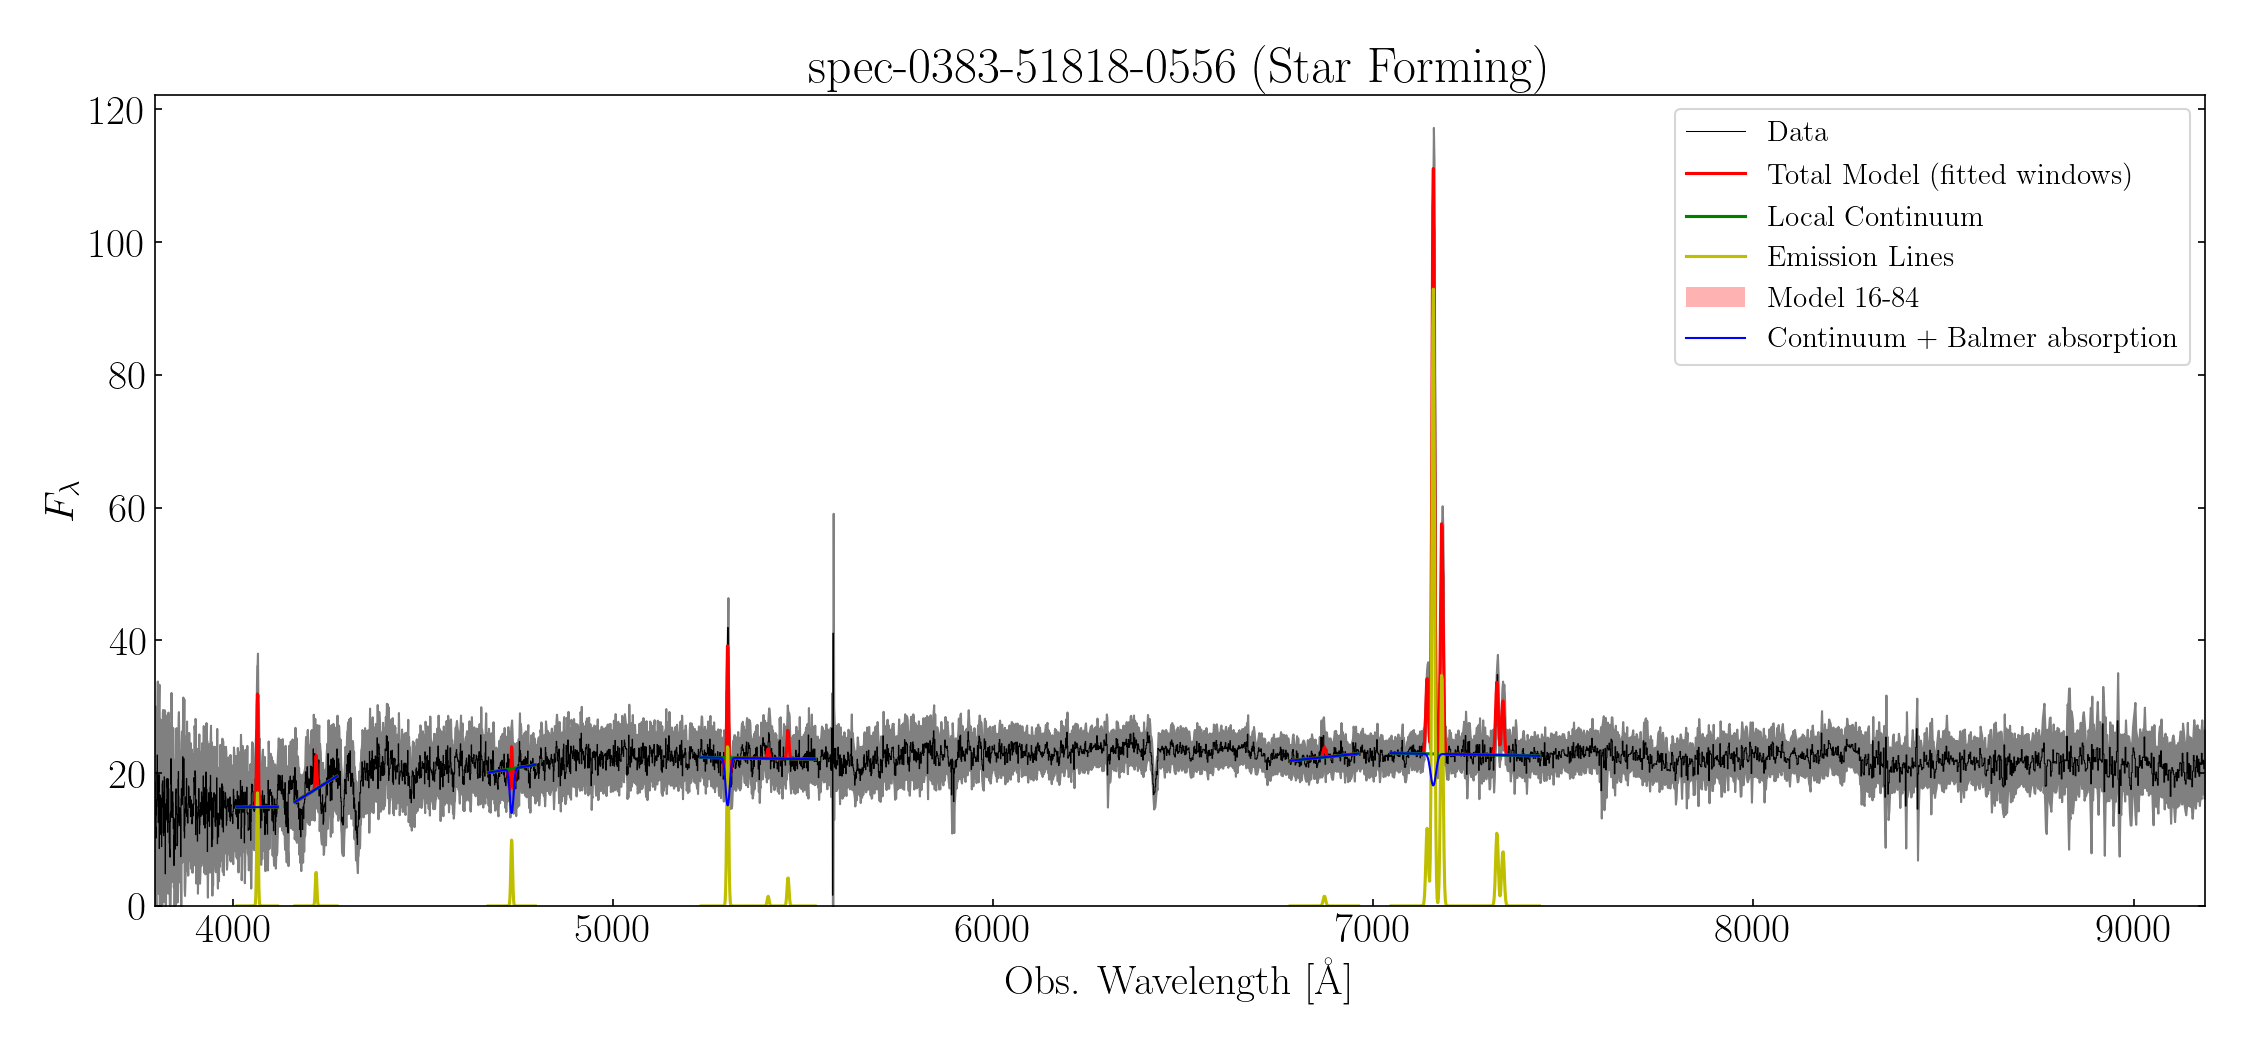 spec-0383-51818-0556 (Star Forming)
120
100
80
60
40
20
0
F_λ
Data
Total Model (fitted windows)
Local Continuum
Emission Lines
Model 16-84
Continuum + Balmer absorption
4000 5000 6000 7000 8000 9000
Obs. Wavelength [Å]